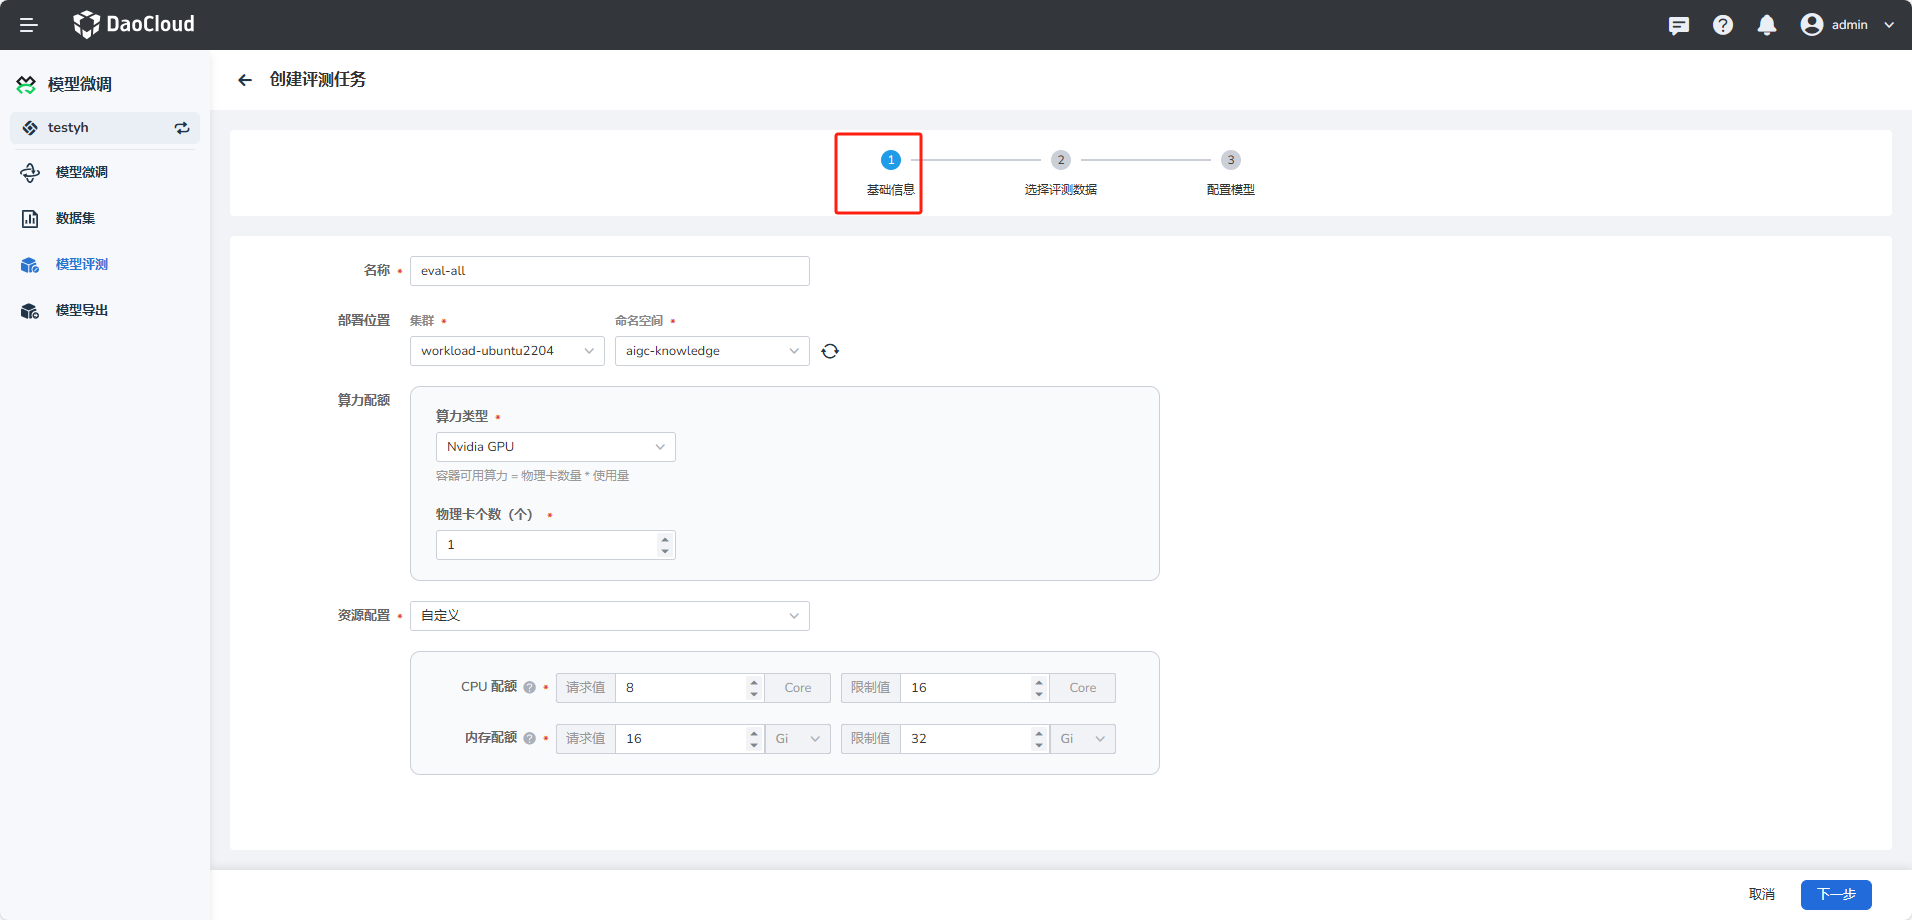 DaoCloud
admin
模型微调
创建评测任务
testyh
模型微调
数据集
模型评测
模型导出
1
2
3
基础信息
选择评测数据
配置模型
名称 *
eval-all
部署位置
集群 *
命名空间 *
workload-ubuntu2204
aigc-knowledge
算力配额
算力类型 *
Nvidia GPU
容器可用算力 = 物理卡数量 * 使用量
物理卡个数（个） *
1
资源配置 *
自定义
CPU 配额 ? * 请求值 8 Core 限制值 16 Core
内存配额 ? * 请求值 16 Gi 限制值 32 Gi
取消
下一步